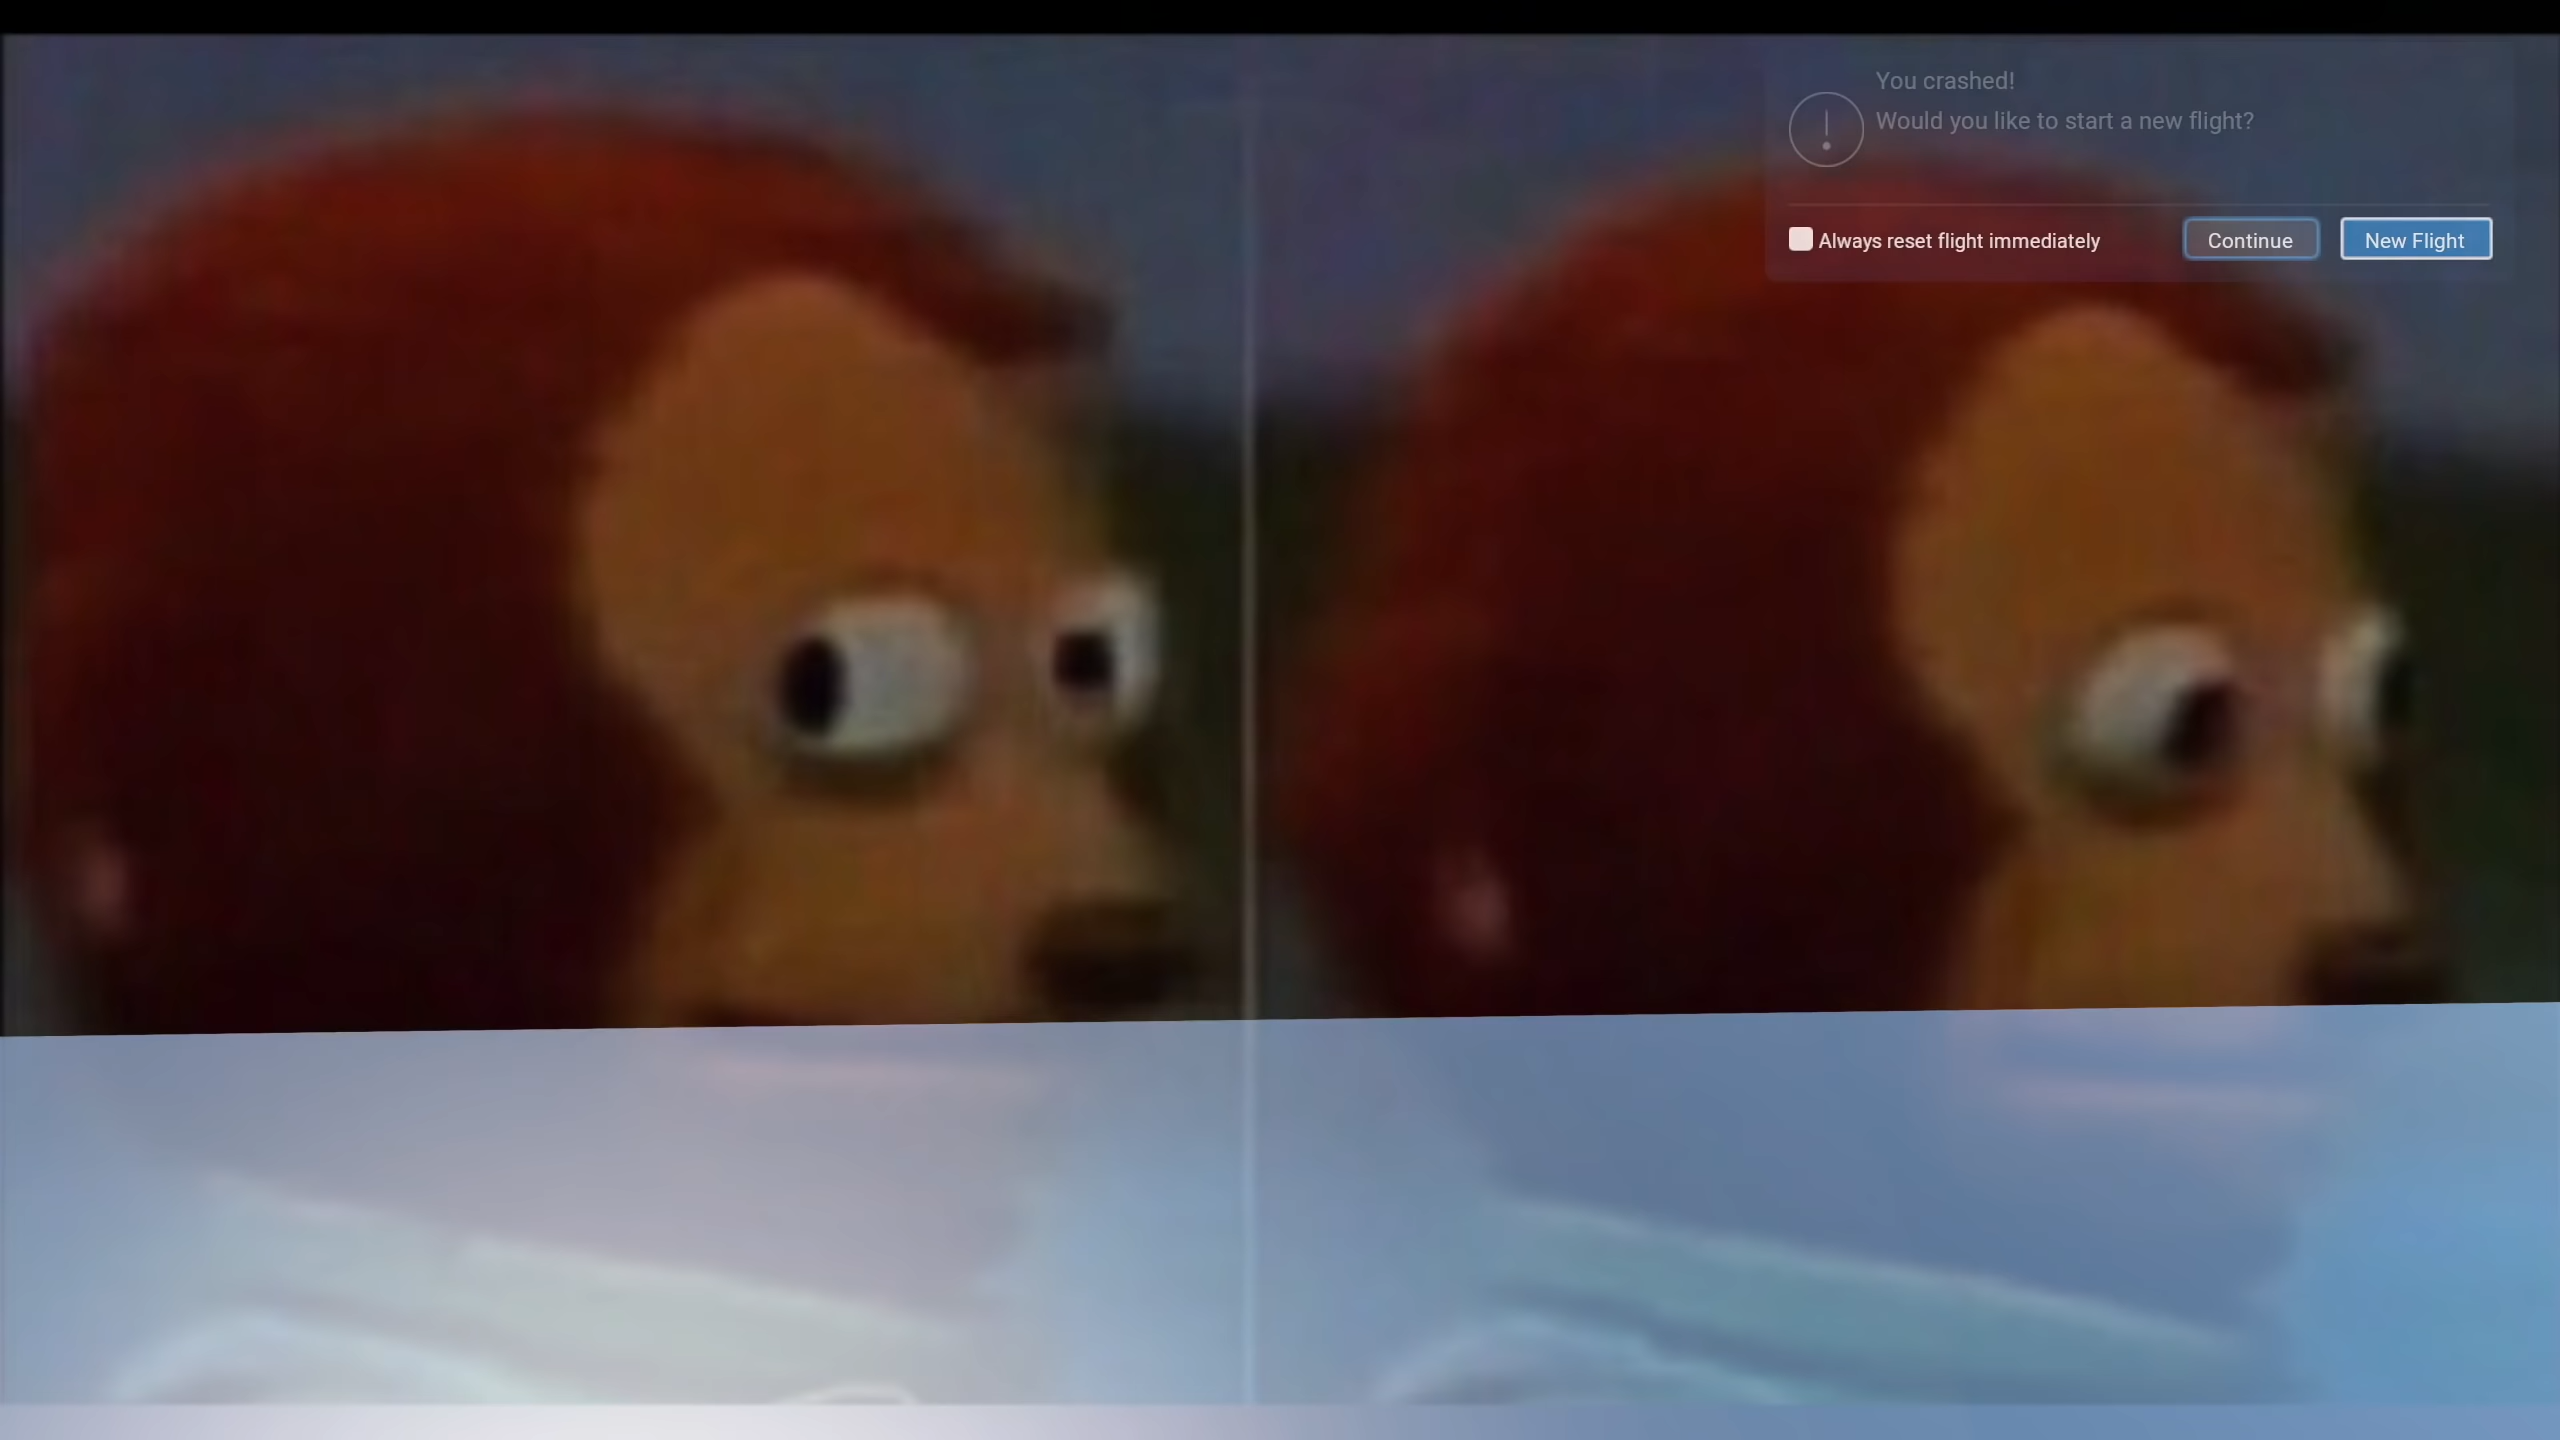 You crashed!
Would you like to start a new flight?
Always reset flight immediately
Continue
New Flight